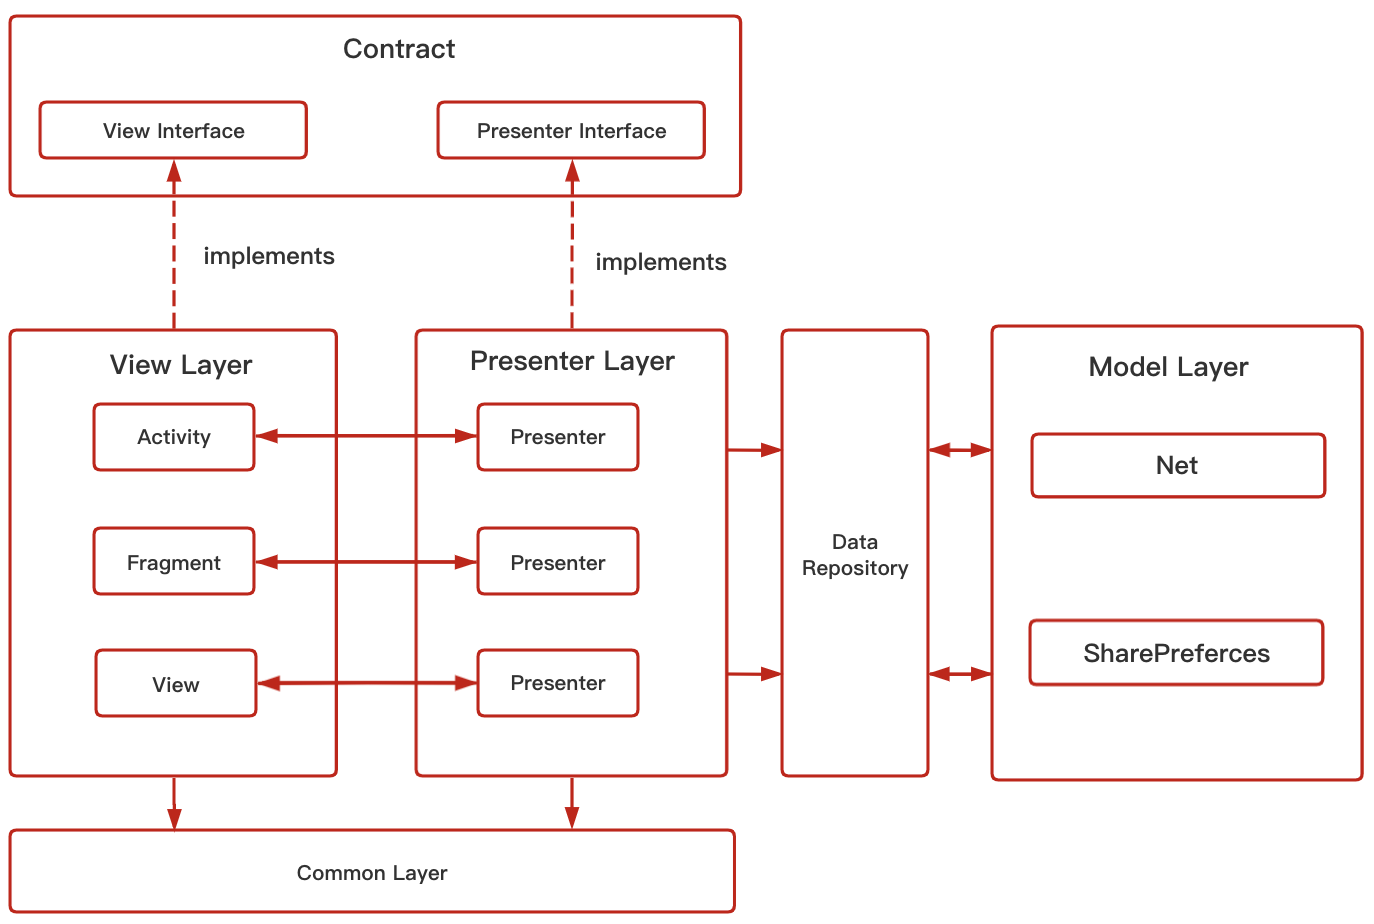 Contract
View Interface
Presenter Interface
implements
implements
View Layer
Activity
Fragment
View
Presenter Layer
Presenter
Presenter
Presenter
Data
Repository
Model Layer
Net
SharePreferces
Common Layer